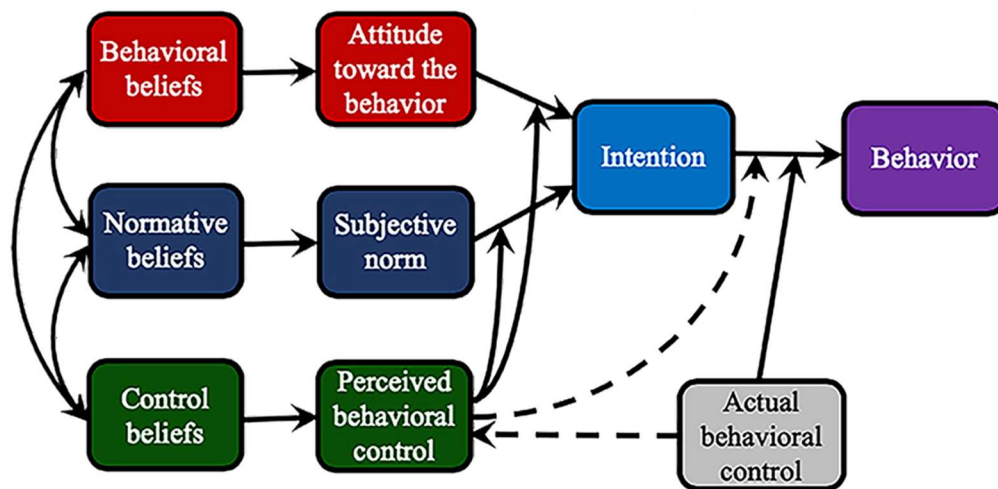 Behavioral
beliefs
Attitude
toward the
behavior
Intention
Behavior
Normative
beliefs
Subjective
norm
Control
beliefs
Perceived
behavioral
control
Actual
behavioral
control